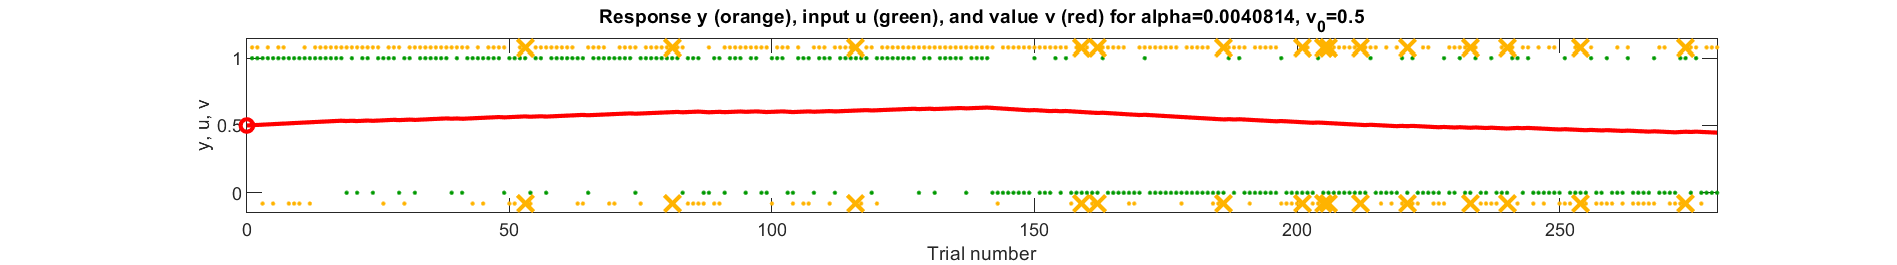 Response y (orange), input u (green), and value v (red) for alpha=0.0040814, v0=0.5
y, u, v
1
0.5
0
0 50 100 150 200 250
Trial number